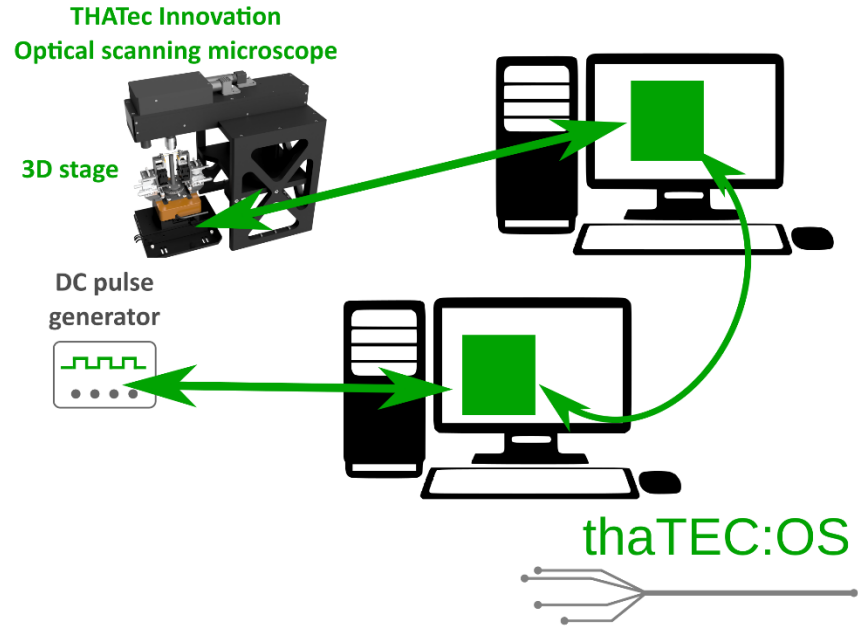 THATec Innovation
Optical scanning microscope
3D stage
DC pulse
generator
thaTEC:OS